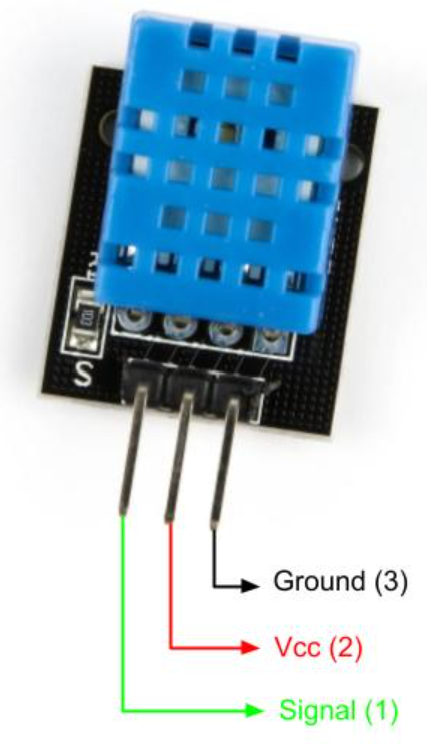 S
Ground (3)
Vcc (2)
Signal (1)